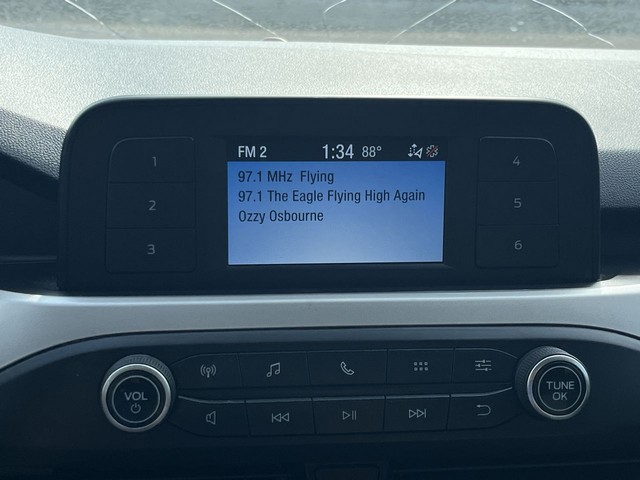 FM 2 1:34 88°
97.1 MHz Flying
97.1 The Eagle Flying High Again
Ozzy Osbourne
1
2
3
4
5
6
VOL
TUNE
OK